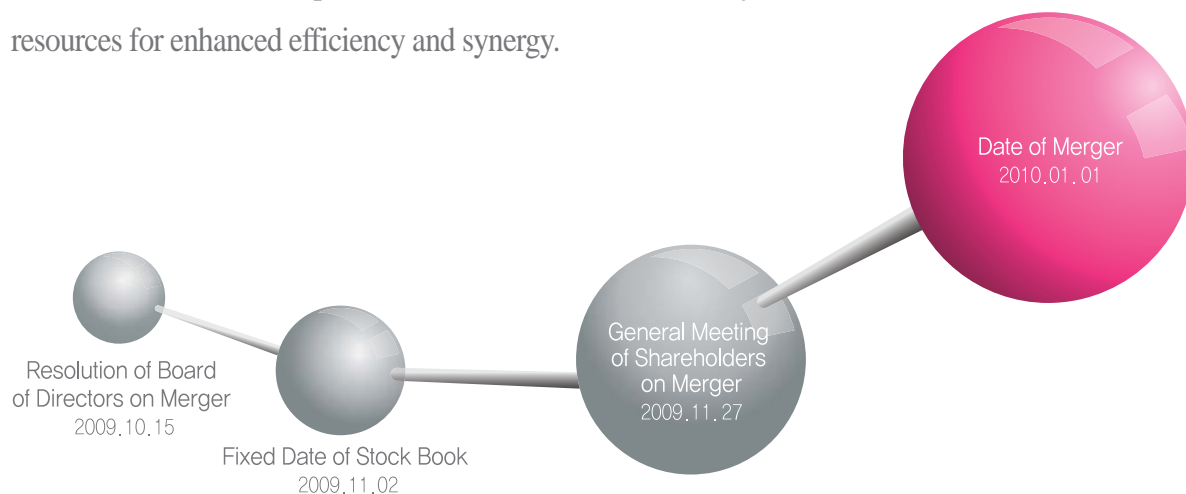 resources for enhanced efficiency and synergy.
Date of Merger
2010.01.01
General Meeting
of Shareholders
on Merger
2009.11.27
Resolution of Board
of Directors on Merger
2009.10.15
Fixed Date of Stock Book
2009.11.02